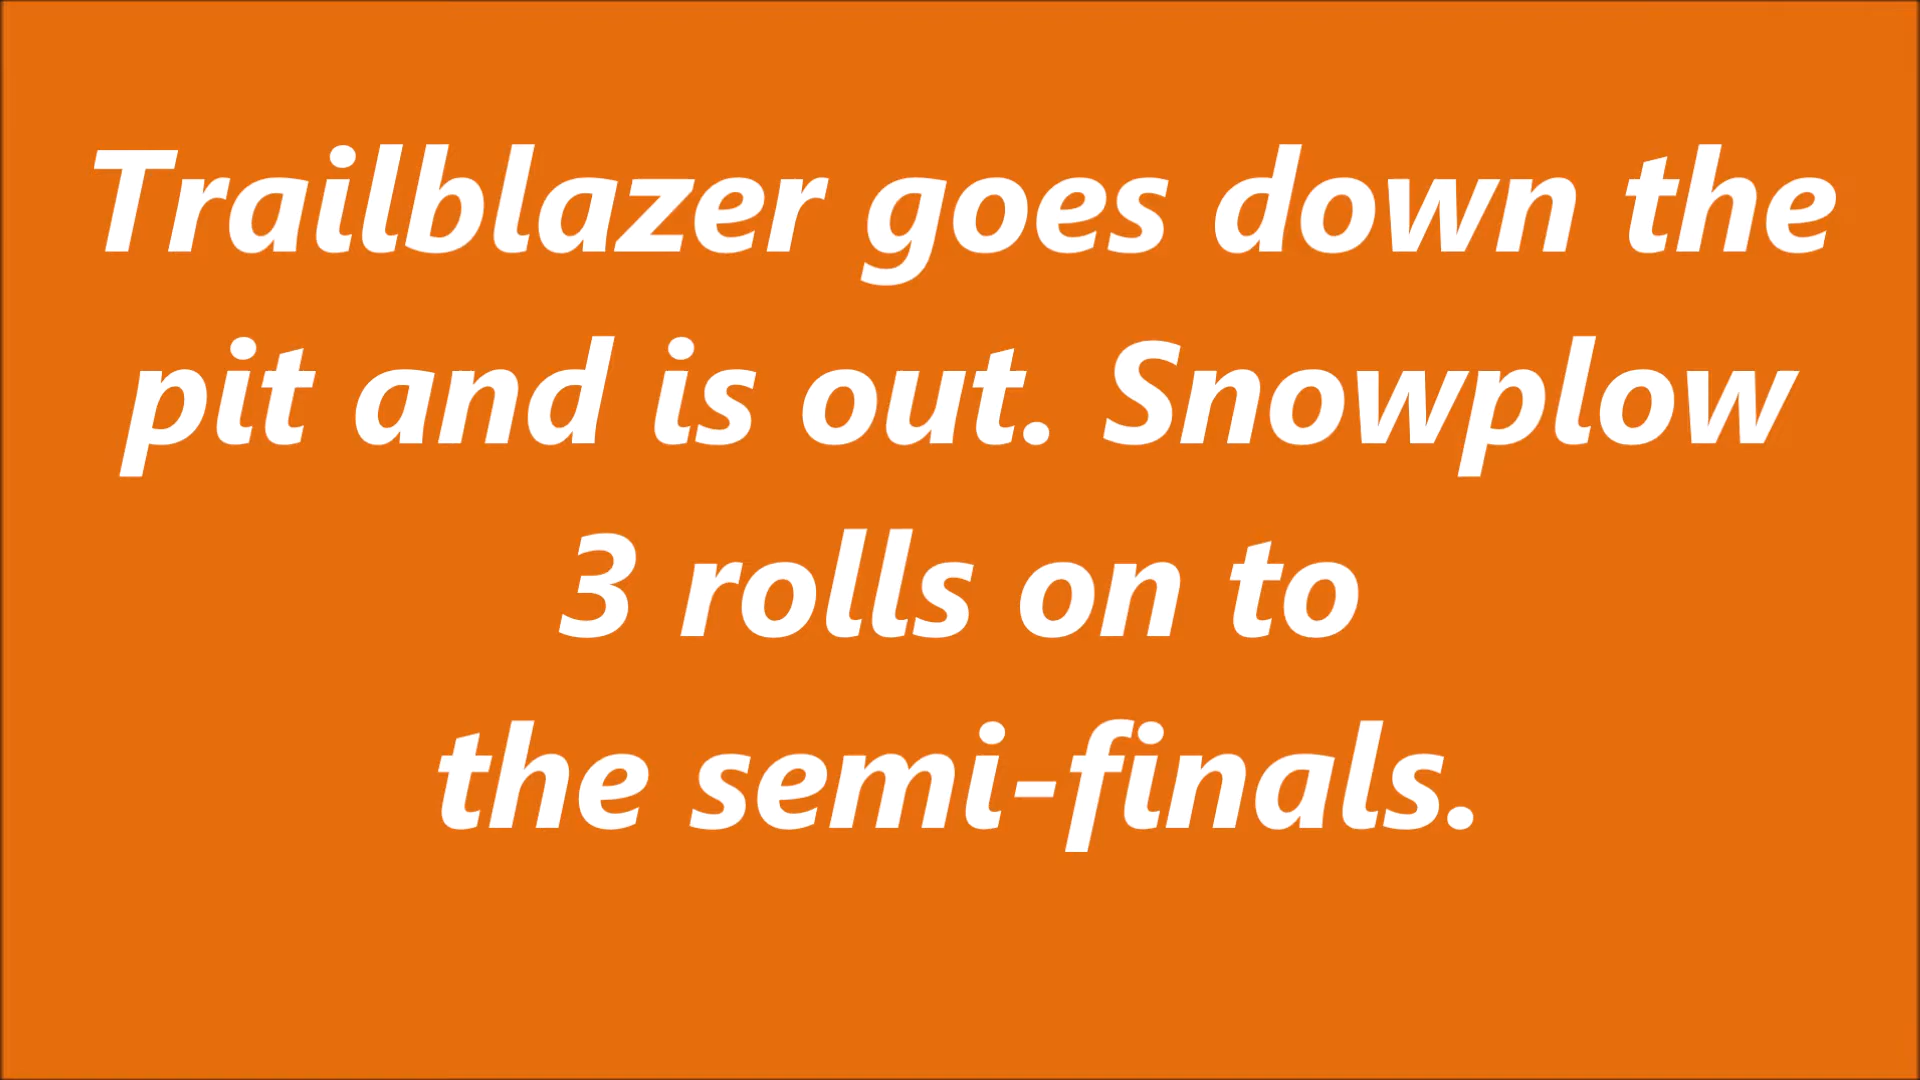 Trailblazer goes down the
pit and is out. Snowplow
3 rolls on to
the semi-finals.